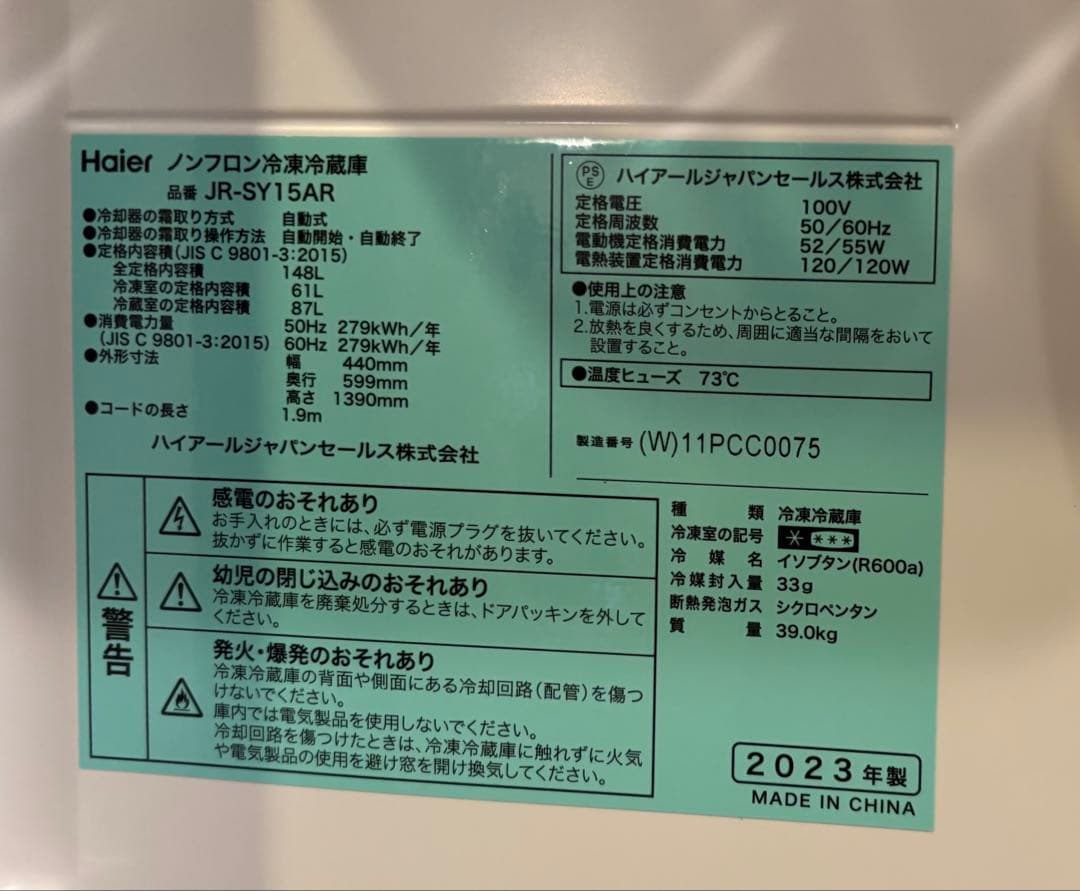 Haier ノンフロン冷凍冷蔵庫
品番 JR-SY15AR
●冷却器の霜取り方式 自動式
●冷却器の霜取り操作方法 自動開始・自動終了
●定格内容積(JIS C 9801-3:2015)
全定格内容積 148L
冷凍室の定格内容積 61L
冷蔵室の定格内容積 87L
●消費電力量 50Hz 279kWh/年
(JIS C 9801-3:2015) 60Hz 279kWh/年
●外形寸法 幅 440mm
奥行 599mm
高さ 1390mm
●コードの長さ 1.9m
ハイアールジャパンセールス株式会社
PS
E ハイアールジャパンセールス株式会社
定格電圧 100V
定格周波数 50/60Hz
電動機定格消費電力 52/55W
電熱装置定格消費電力 120/120W
●使用上の注意
1.電源は必ずコンセントからとること。
2.放熱を良くするため、周囲に適当な間隔をおいて
設置すること。
●温度ヒューズ 73℃
製造番号 (W)11PCC0075
警告
感電のおそれあり
お手入れのときには、必ず電源プラグを抜いてください。
抜かずに作業すると感電のおそれがあります。
幼児の閉じ込みのおそれあり
冷凍冷蔵庫を廃棄処分するときは、ドアパッキンを外して
ください。
発火・爆発のおそれあり
冷凍冷蔵庫の背面や側面にある冷却回路(配管)を傷つ
けないでください。
庫内では電気製品を使用しないでください。
冷却回路を傷つけたときは、冷凍冷蔵庫に触れずに火気
や電気製品の使用を避け窓を開け換気してください。
種類 冷凍冷蔵庫
冷凍室の記号 * ***
冷媒名 イソブタン(R600a)
冷媒封入量 33g
断熱発泡ガス シクロペンタン
質量 39.0kg
2023年製
MADE IN CHINA